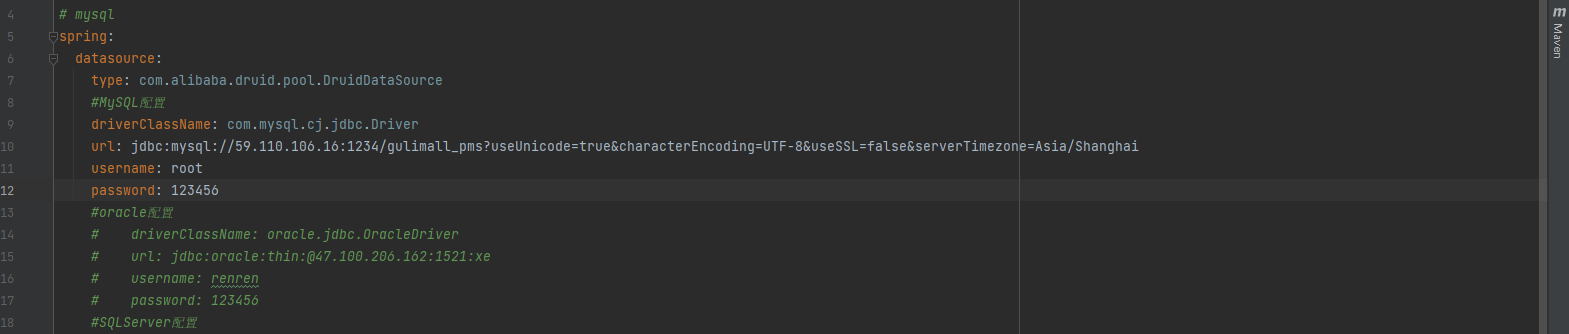 4 # mysql
5 spring:
6 datasource:
7 type: com.alibaba.druid.pool.DruidDataSource
8 #MySQL配置
9 driverClassName: com.mysql.cj.jdbc.Driver
10 url: jdbc:mysql://59.110.106.16:1234/gulimall_pms?useUnicode=true&characterEncoding=UTF-8&useSSL=false&serverTimezone=Asia/Shanghai
11 username: root
12 password: 123456
13 #oracle配置
14 #    driverClassName: oracle.jdbc.OracleDriver
15 #    url: jdbc:oracle:thin:@47.100.206.162:1521:xe
16 #    username: renren
17 #    password: 123456
18 #SQLServer配置
m Maven